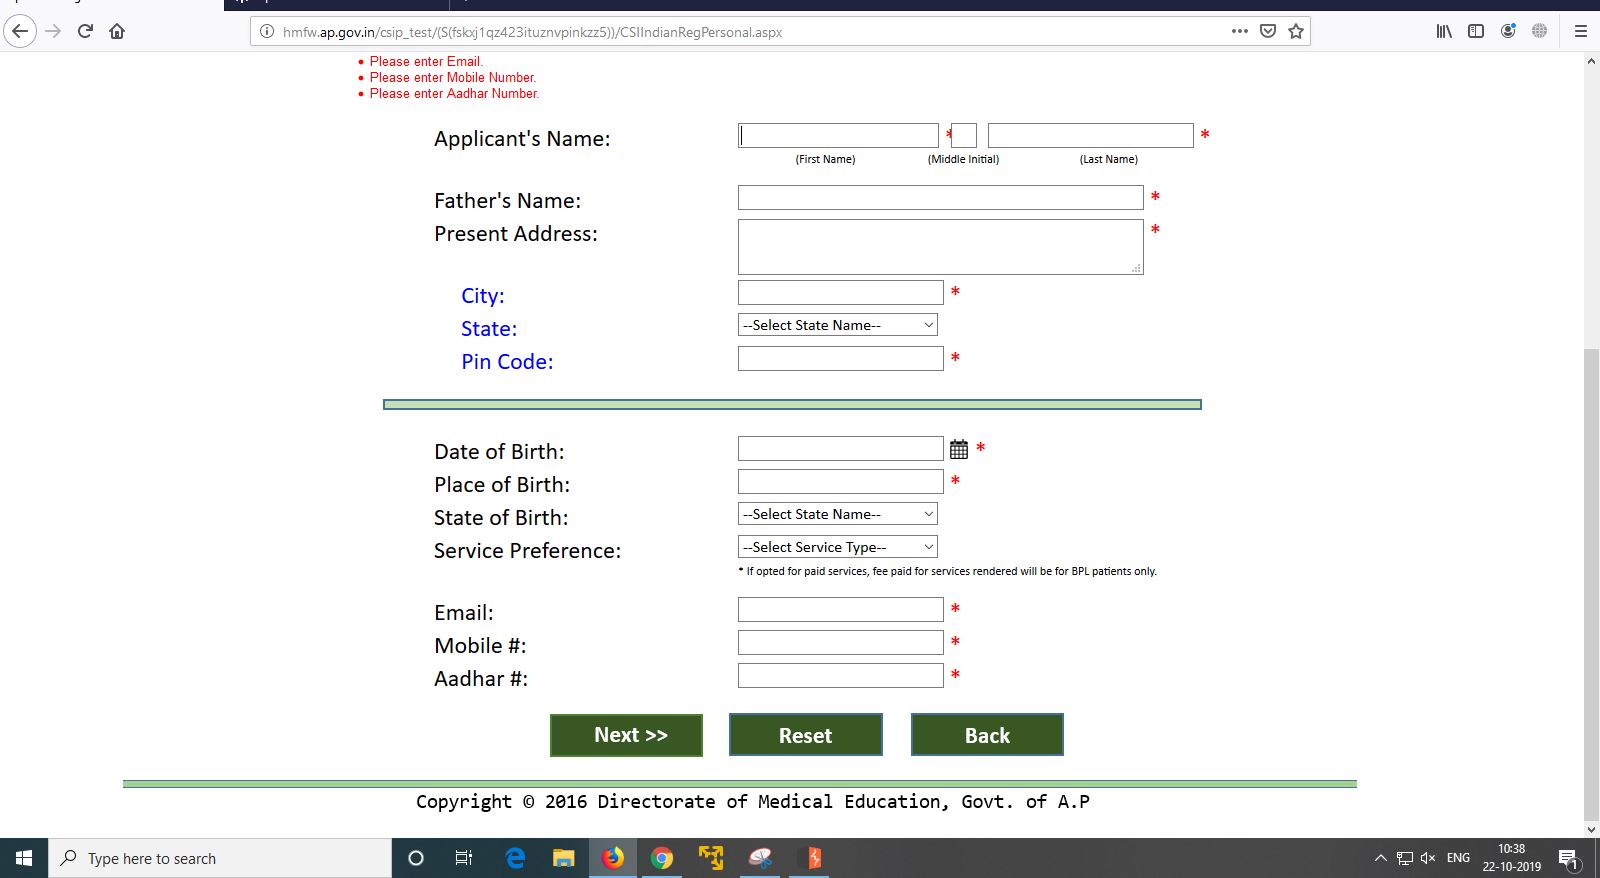 hmfw.ap.gov.in/csip_test/(S(fskxj1qz423ituznvpinkzz5))/CSIIndianRegPersonal.aspx
• Please enter Email.
• Please enter Mobile Number.
• Please enter Aadhar Number.
Applicant's Name: * *
(First Name) (Middle Initial) (Last Name)
Father's Name: *
Present Address: *
City: *
State: --Select State Name--
Pin Code: *
Date of Birth: *
Place of Birth: *
State of Birth: --Select State Name--
Service Preference: --Select Service Type--
* If opted for paid services, fee paid for services rendered will be for BPL patients only.
Email: *
Mobile #: *
Aadhar #: *
Next >> Reset Back
Copyright © 2016 Directorate of Medical Education, Govt. of A.P
Type here to search
ENG
10:38
22-10-2019
1